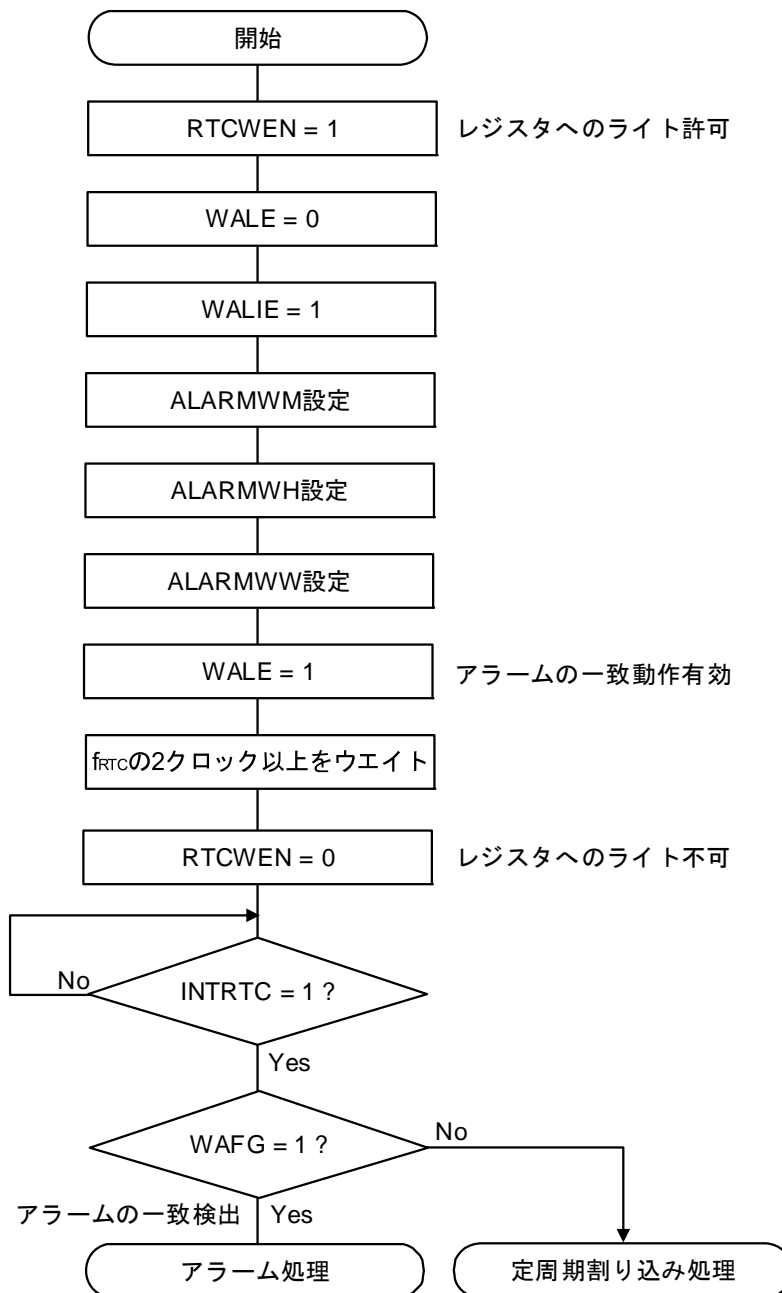 開始
RTCWEN = 1 レジスタへのライト許可
WALE = 0
WALIE = 1
ALARMWM設定
ALARMWH設定
ALARMWW設定
WALE = 1 アラームの一致動作有効
fRTCの2クロック以上をウエイト
RTCWEN = 0 レジスタへのライト不可
No INTRTC = 1 ?
Yes
WAFG = 1 ? No
アラームの一致検出 Yes
アラーム処理 定周期割り込み処理